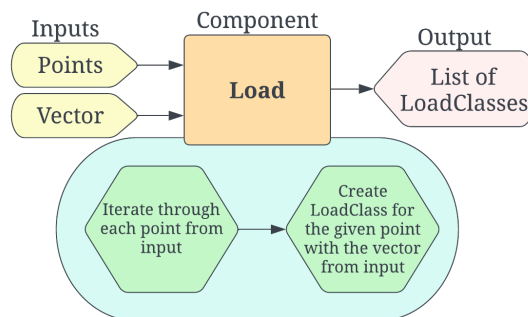 Inputs
Component
Output
Points
Vector
Load
List of
LoadClasses
Iterate through
each point from
input
Create
LoadClass for
the given point
with the vector
from input